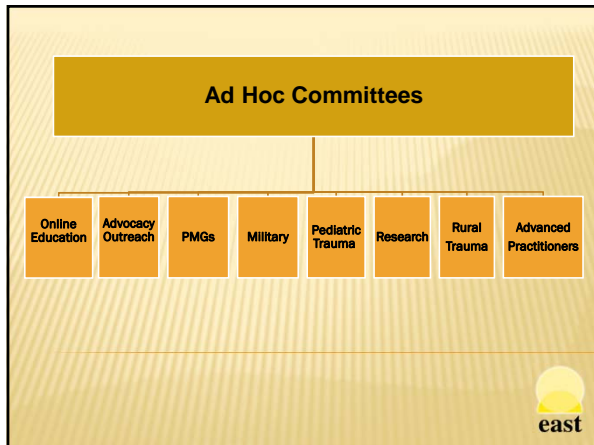 Ad Hoc Committees
Online
Education
Advocacy
Outreach
PMGs
Military
Pediatric
Trauma
Research
Rural
Trauma
Advanced
Practitioners
east